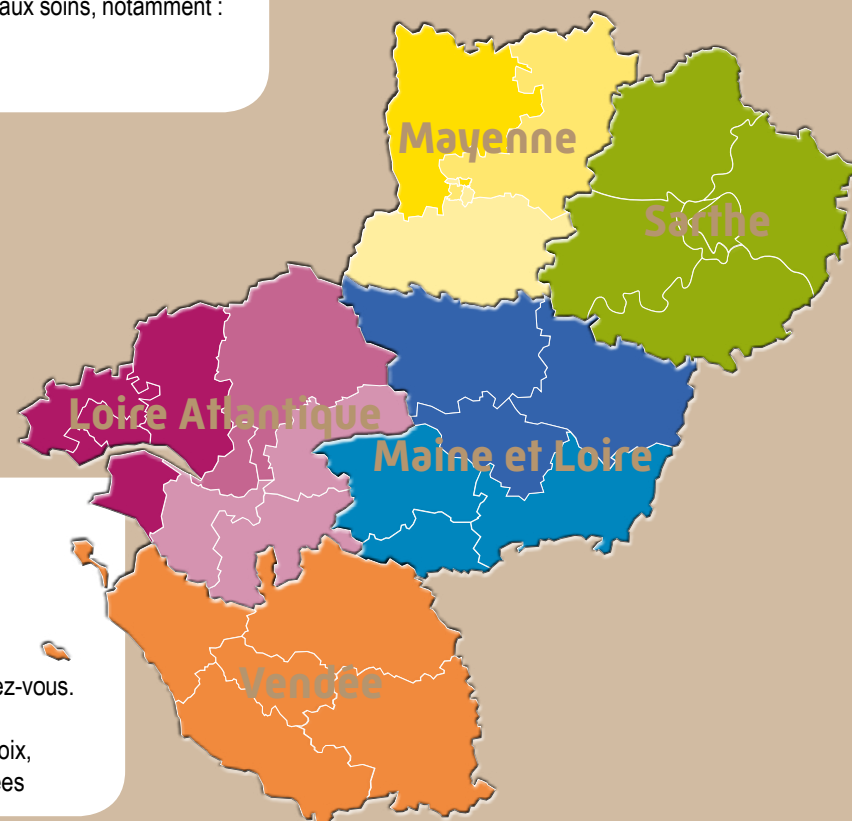 aux soins, notamment :
Mayenne
Sarthe
Loire Atlantique
Maine et Loire
Vendée
ez-vous.
oix,
es